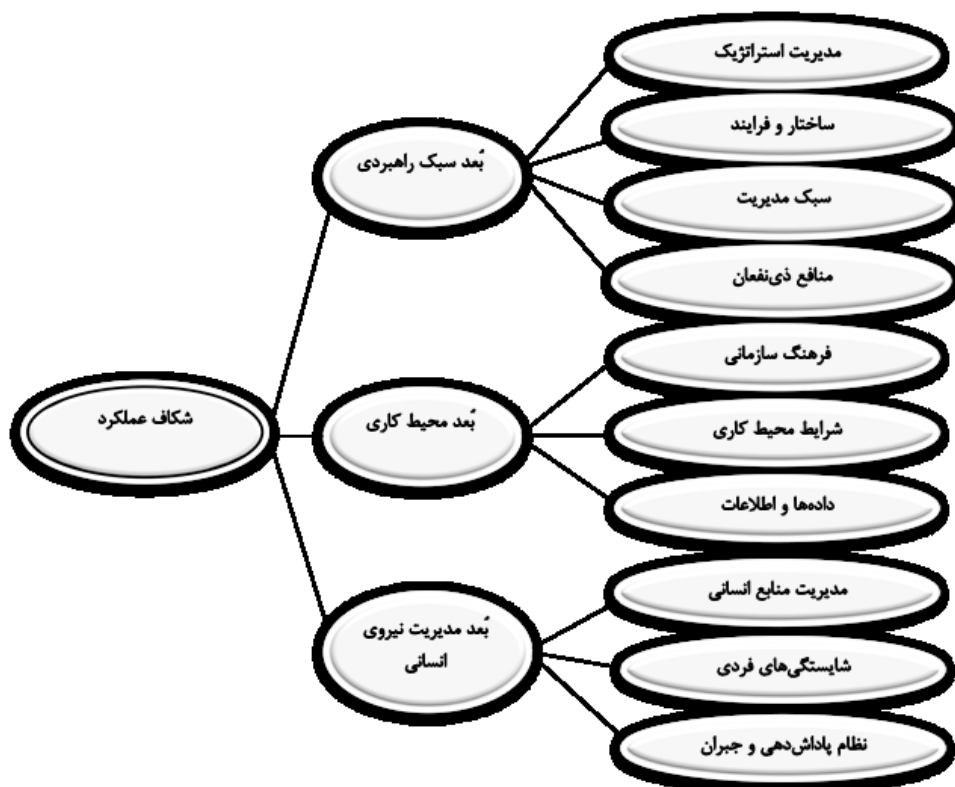 شکاف عملکرد
بُعد سبک راهبردی
مدیریت استراتژیک
ساختار و فرایند
سبک مدیریت
منافع ذی‌نفعان
بُعد محیط کاری
فرهنگ سازمانی
شرایط محیط کاری
داده‌ها و اطلاعات
بُعد مدیریت نیروی
انسانی
مدیریت منابع انسانی
شایستگی‌های فردی
نظام پاداش‌دهی و جبران